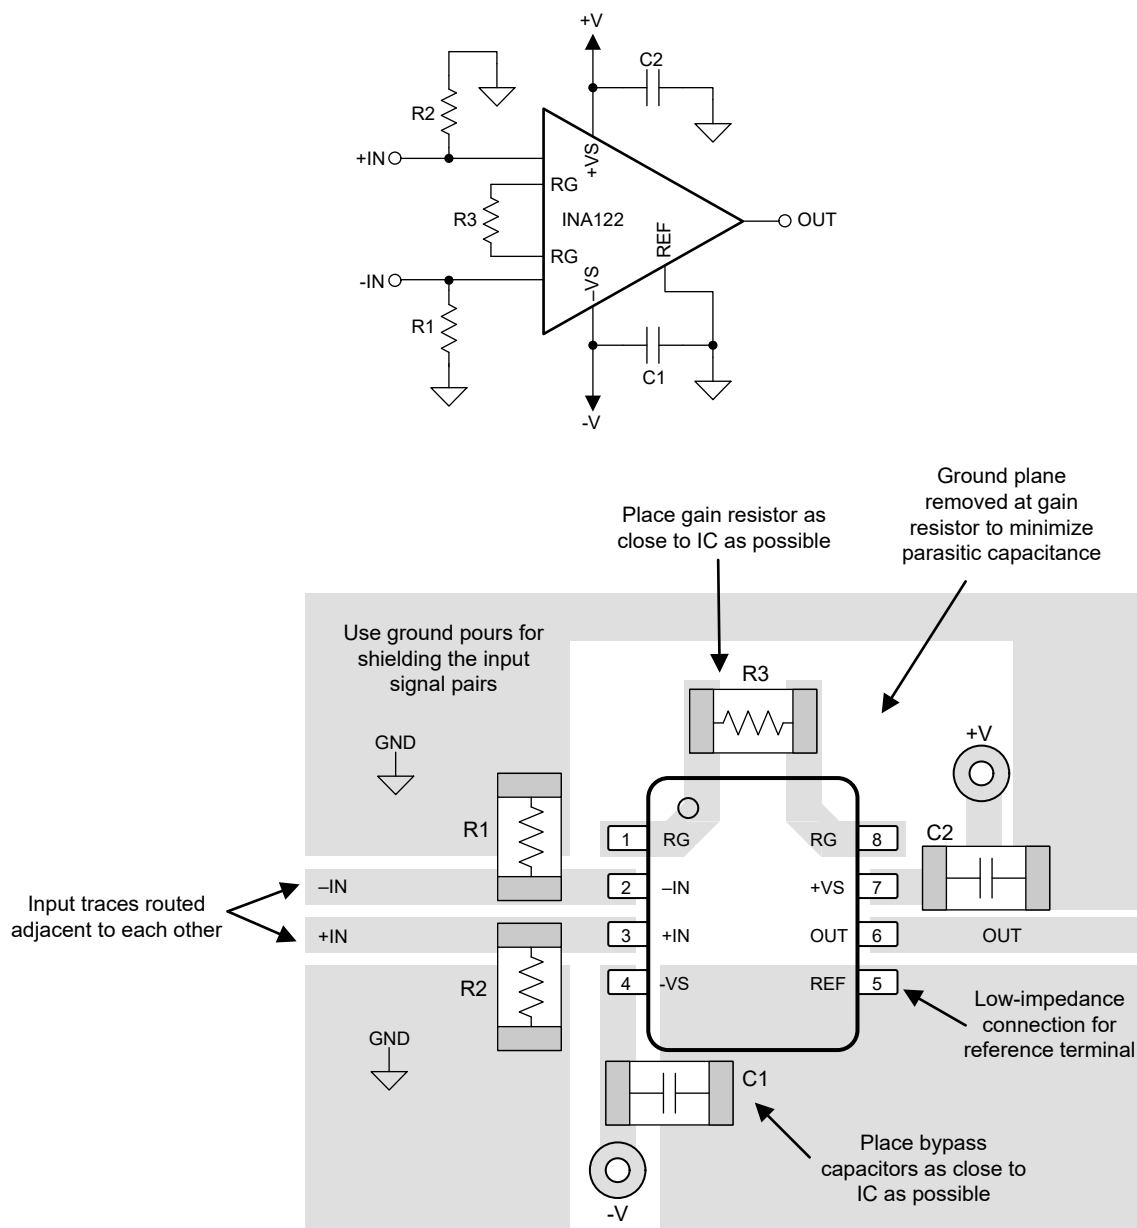 +V
C2
R2
+IN
+VS
RG
R3
INA122
REF
OUT
RG
–VS
-IN
R1
C1
-V
Ground plane
removed at gain
resistor to minimize
parasitic capacitance
Place gain resistor as
close to IC as possible
Use ground pours for
shielding the input
signal pairs
R3
GND
+V
R1
C2
1
RG
RG
8
Input traces routed
adjacent to each other
–IN
2
–IN
+VS
7
+IN
3
+IN
OUT
6
OUT
R2
4
-VS
REF
5
Low-impedance
connection for
reference terminal
GND
C1
Place bypass
capacitors as close to
IC as possible
-V